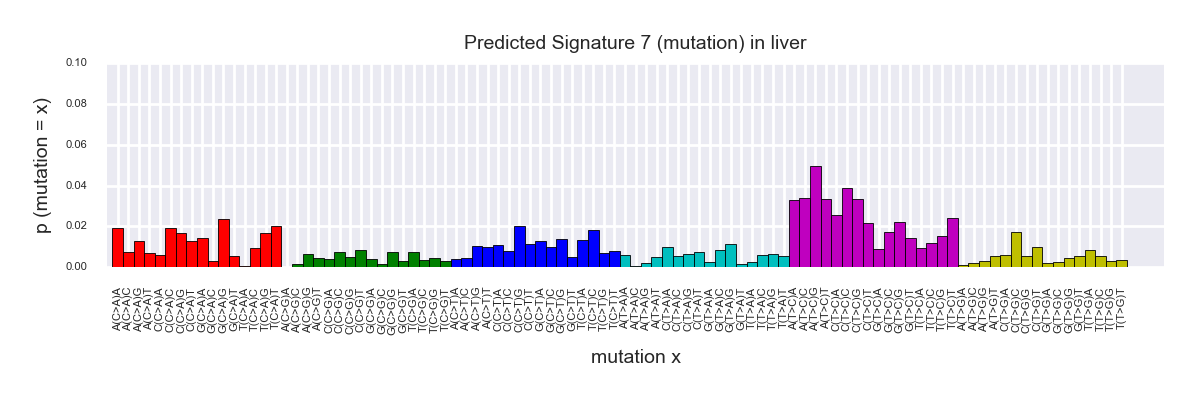 Predicted Signature 7 (mutation) in liver
p (mutation = x)
0.10
0.08
0.06
0.04
0.02
0.00
A(C>A)A
A(C>A)C
A(C>A)G
A(C>A)T
C(C>A)A
C(C>A)C
C(C>A)G
C(C>A)T
G(C>A)A
G(C>A)C
G(C>A)G
G(C>A)T
T(C>A)A
T(C>A)C
T(C>A)G
T(C>A)T
A(C>G)A
A(C>G)C
A(C>G)G
A(C>G)T
C(C>G)A
C(C>G)C
C(C>G)G
C(C>G)T
G(C>G)A
G(C>G)C
G(C>G)G
G(C>G)T
T(C>G)A
T(C>G)C
T(C>G)G
T(C>G)T
A(C>T)A
A(C>T)C
A(C>T)G
A(C>T)T
C(C>T)A
C(C>T)C
C(C>T)G
C(C>T)T
G(C>T)A
G(C>T)C
G(C>T)G
G(C>T)T
T(C>T)A
T(C>T)C
T(C>T)G
T(C>T)T
A(T>A)A
A(T>A)C
A(T>A)G
A(T>A)T
C(T>A)A
C(T>A)C
C(T>A)G
C(T>A)T
G(T>A)A
G(T>A)C
G(T>A)G
G(T>A)T
T(T>A)A
T(T>A)C
T(T>A)G
T(T>A)T
A(T>C)A
A(T>C)C
A(T>C)G
A(T>C)T
C(T>C)A
C(T>C)C
C(T>C)G
C(T>C)T
G(T>C)A
G(T>C)C
G(T>C)G
G(T>C)T
T(T>C)A
T(T>C)C
T(T>C)G
T(T>C)T
A(T>G)A
A(T>G)C
A(T>G)G
A(T>G)T
C(T>G)A
C(T>G)C
C(T>G)G
C(T>G)T
G(T>G)A
G(T>G)C
G(T>G)G
G(T>G)T
T(T>G)A
T(T>G)C
T(T>G)G
T(T>G)T
mutation x